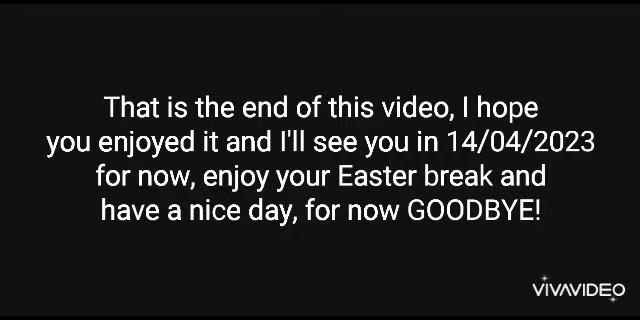 That is the end of this video, I hope
you enjoyed it and I'll see you in 14/04/2023
for now, enjoy your Easter break and
have a nice day, for now GOODBYE!
VIVAVIDEO